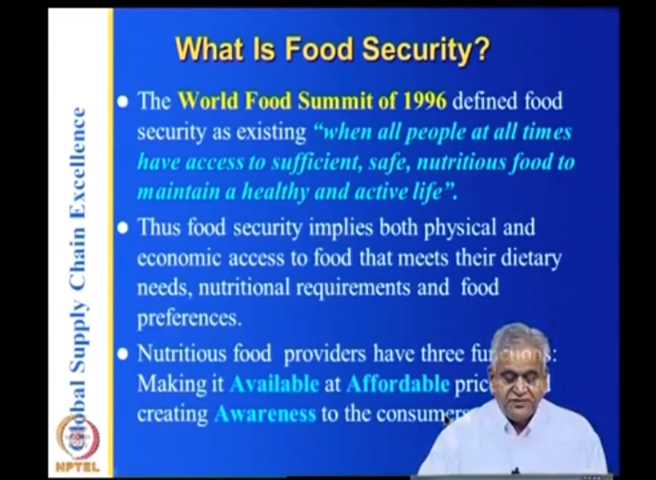 What Is Food Security?
The World Food Summit of 1996 defined food
security as existing “when all people at all times
have access to sufficient, safe, nutritious food to
maintain a healthy and active life”.
Thus food security implies both physical and
economic access to food that meets their dietary
needs, nutritional requirements and food
preferences.
Nutritious food providers have three functions:
Making it Available at Affordable
creating Awareness to the consumers
Global Supply Chain Excellence
NPTEL